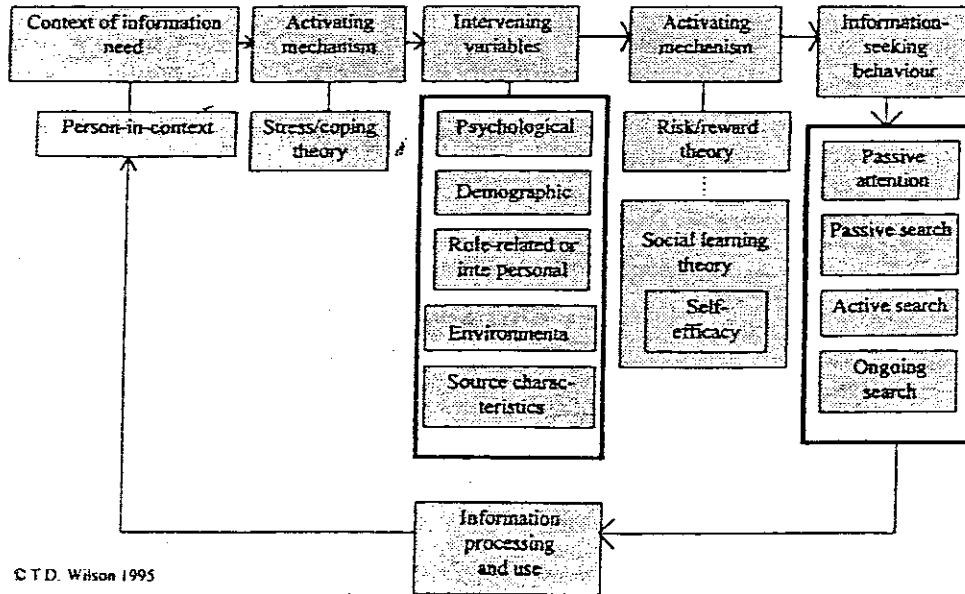 Context of information
need
Activating
mechanism
Intervening
variables
Activating
mechanism
Information-
seeking
behaviour
Person-in-context
Stress/coping
theory
Psychological
Demographic
Role-related or
inte personal
Environmenta
Source charac-
teristics
Risk/reward
theory
Social learning
theory
Self-
efficacy
Passive
attention
Passive search
Active search
Ongoing
search
Information
processing
and use
© T.D. Wilson 1995